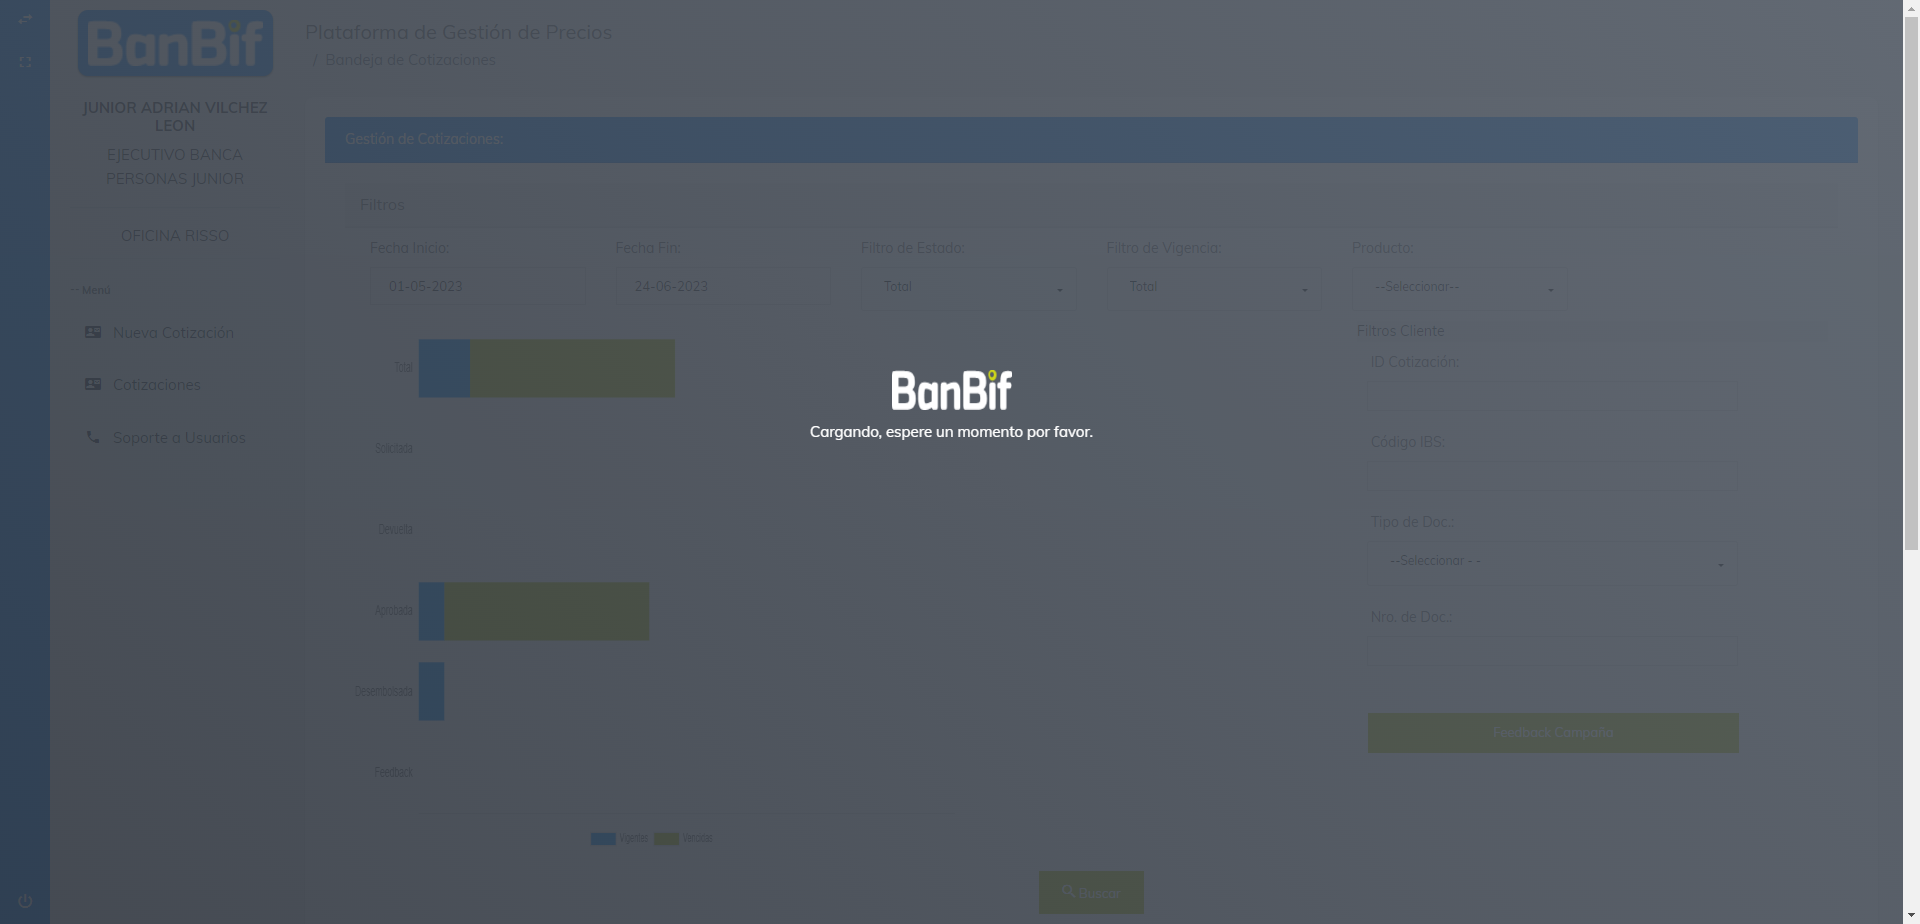 BanBif
Plataforma de Gestión de Precios
/ Bandeja de Cotizaciones
JUNIOR ADRIAN VILCHEZ
LEON
EJECUTIVO BANCA
PERSONAS JUNIOR
OFICINA RISSO
-- Menú
Nueva Cotización
Cotizaciones
Soporte a Usuarios
Gestión de Cotizaciones:
Filtros
Fecha Inicio: Fecha Fin: Filtro de Estado: Filtro de Vigencia: Producto:
01-05-2023 24-06-2023 Total Total --Seleccionar--
Total
Solicitada
Devuelta
Aprobada
Desembolsada
Feedback
Vigentes Vencidas
BanBif
Cargando, espere un momento por favor.
Filtros Cliente
ID Cotización:
Código IBS:
Tipo de Doc.:
--Seleccionar - -
Nro. de Doc.:
Feedback Campaña
Buscar